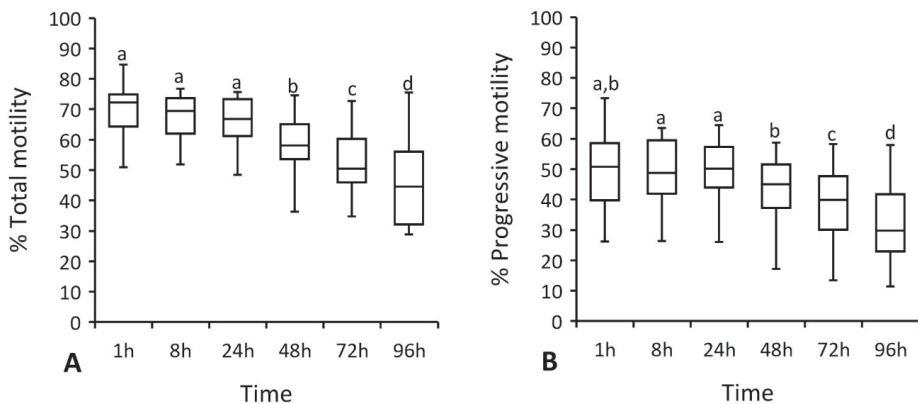 % Total motility
100
90
80
70
60
50
40
30
20
10
0
a
a
a
b
c
d
1h 8h 24h 48h 72h 96h
A
Time
% Progressive motility
100
90
80
70
60
50
40
30
20
10
0
a,b
a
a
b
c
d
1h 8h 24h 48h 72h 96h
B
Time